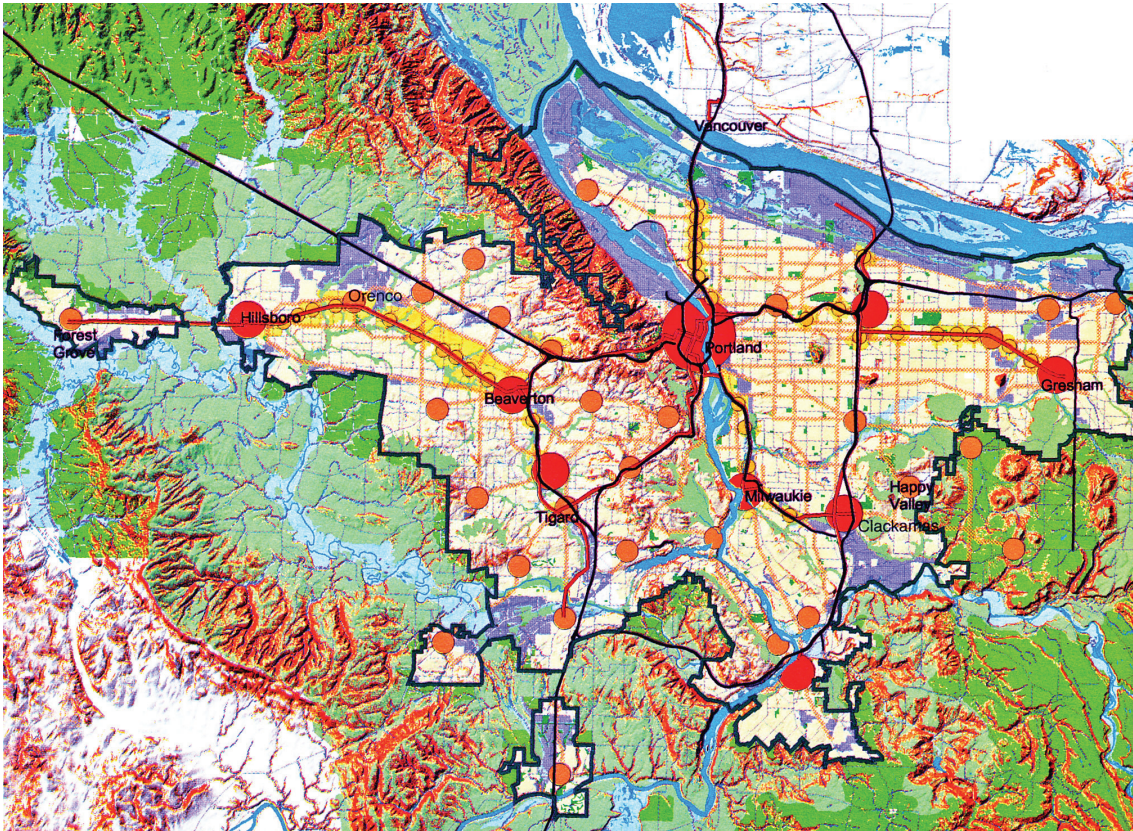 Vancouver
Orenco
Hillsboro
Forest
Grove
Portland
Beaverton
Gresham
Milwaukie
Happy
Valley
Tigard
Clackamas